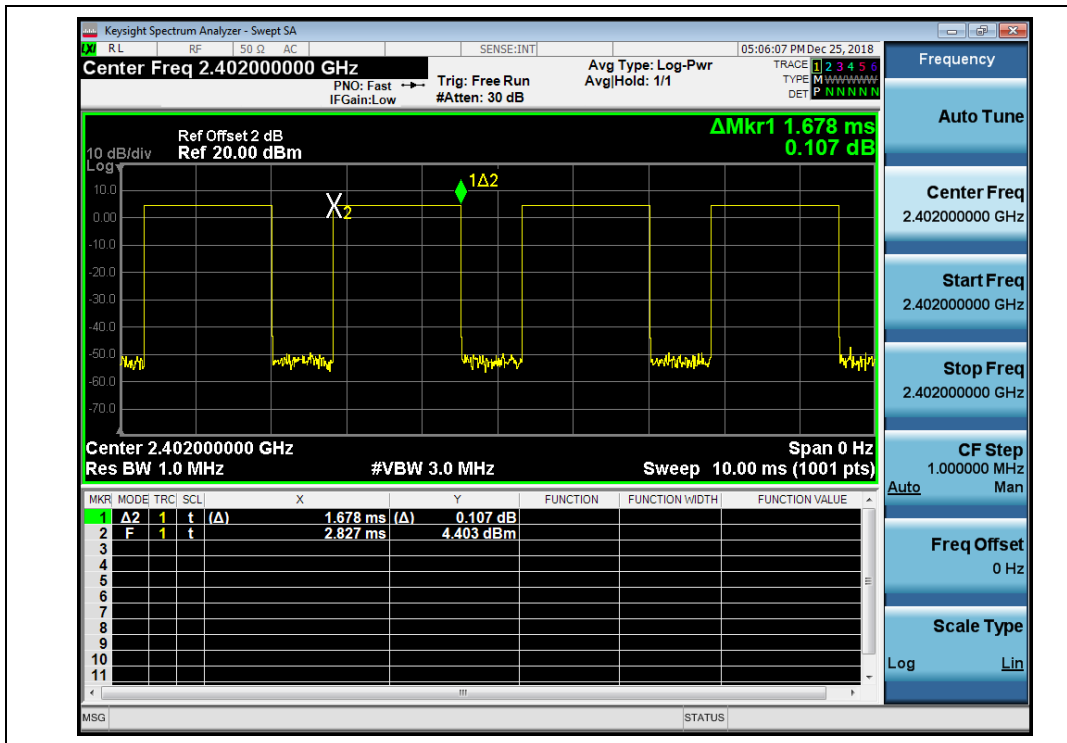 Keysight Spectrum Analyzer - Swept SA
LXI RL RF 50 Ω AC SENSE:INT 05:06:07 PM Dec 25, 2018
Center Freq 2.402000000 GHz
PNO: Fast
IFGain:Low
Trig: Free Run
#Atten: 30 dB
Avg Type: Log-Pwr
Avg|Hold: 1/1
TRACE 1 2 3 4 5 6
TYPE M WWWWW
DET P N N N N N
Ref Offset 2 dB
Ref 20.00 dBm
10 dB/div
Log
ΔMkr1 1.678 ms
0.107 dB
10.0
0.00
-10.0
-20.0
-30.0
-40.0
-50.0
-60.0
-70.0
X2
1Δ2
Center 2.402000000 GHz
Res BW 1.0 MHz
#VBW 3.0 MHz
Span 0 Hz
Sweep 10.00 ms (1001 pts)
MKR MODE TRC SCL X Y FUNCTION FUNCTION WIDTH FUNCTION VALUE
1 Δ2 1 t (Δ) 1.678 ms (Δ) 0.107 dB
2 F 1 t 2.827 ms 4.403 dBm
3
4
5
6
7
8
9
10
11
MSG
STATUS
Frequency
Auto Tune
Center Freq
2.402000000 GHz
Start Freq
2.402000000 GHz
Stop Freq
2.402000000 GHz
CF Step
1.000000 MHz
Auto Man
Freq Offset
0 Hz
Scale Type
Log Lin